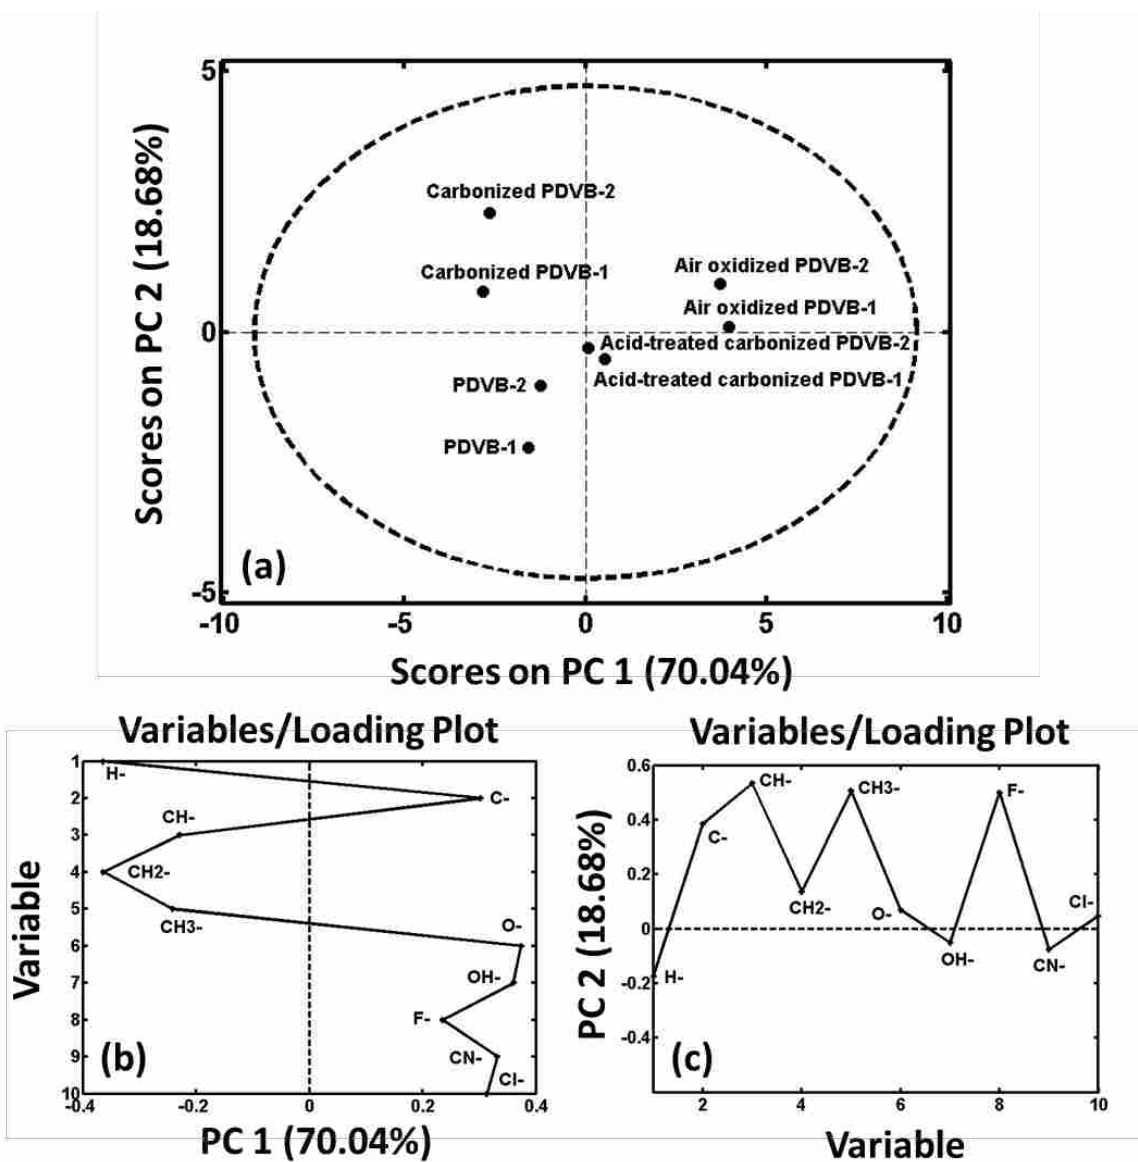 5
Carbonized PDVB-2
Carbonized PDVB-1
Air oxidized PDVB-2
Air oxidized PDVB-1
Scores on PC 2 (18.68%)
0
Acid-treated carbonized PDVB-2
Acid-treated carbonized PDVB-1
PDVB-2
PDVB-1
(a)
-5
-10 -5 0 5 10
Scores on PC 1 (70.04%)
Variables/Loading Plot
1
H-
2
C-
CH-
3
4
CH2-
5
CH3-
O-
6
OH-
7
F-
8
CN-
9
Cl-
10
Variable
(b)
-0.4 -0.2 0 0.2 0.4
PC 1 (70.04%)
Variables/Loading Plot
0.6
CH-
CH3-
F-
0.4
C-
0.2
CH2-
O-
Cl-
0
OH-
CN-
H-
-0.2
-0.4
PC 2 (18.68%)
(c)
2 4 6 8 10
Variable